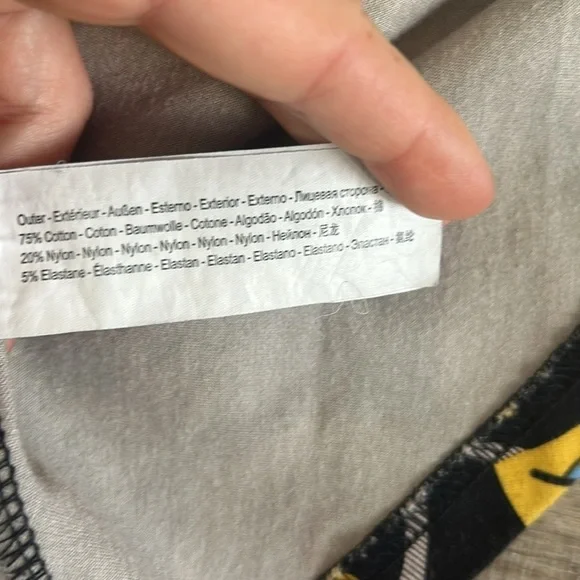 Outer - Extérieur - Außen - Esterno - Exterior - Externo - Лицевая сторона -
75% Cotton - Coton - Baumwolle - Cotone - Algodão - Algodón - Хлопок - 棉
20% Nylon - Nylon - Nylon - Nylon - Nylon - Nylon - Нейлон - 尼龙
5% Elastane - Élasthanne - Elastan - Elastan - Elastano - Elastano - Эластан - 氨纶